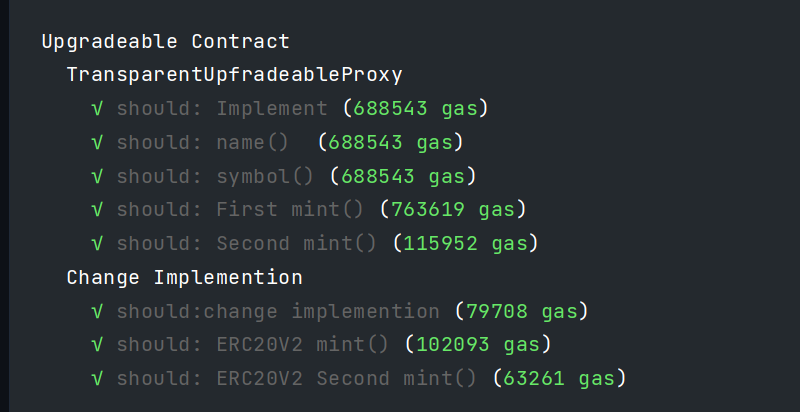 Upgradeable Contract
TransparentUpfradeableProxy
√ should: Implement (688543 gas)
√ should: name()  (688543 gas)
√ should: symbol() (688543 gas)
√ should: First mint() (763619 gas)
√ should: Second mint() (115952 gas)
Change Implemention
√ should:change implemention (79708 gas)
√ should: ERC20V2 mint() (102093 gas)
√ should: ERC20V2 Second mint() (63261 gas)